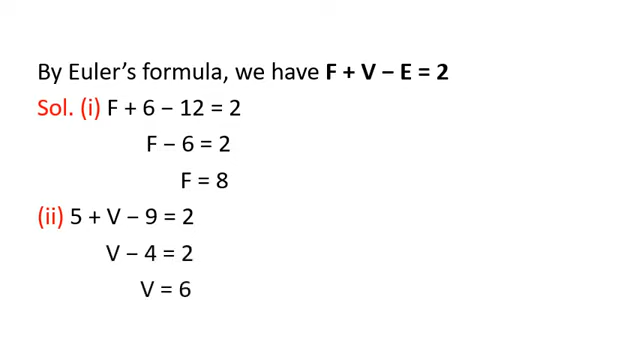 By Euler’s formula, we have F + V − E = 2
Sol. (i) F + 6 − 12 = 2
F − 6 = 2
F = 8
(ii) 5 + V − 9 = 2
V − 4 = 2
V = 6